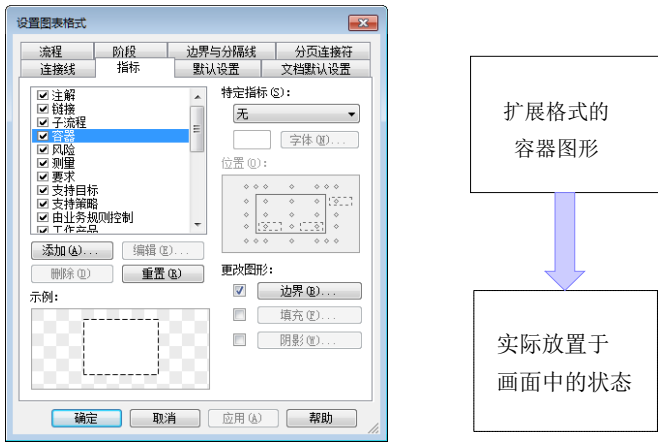 设置图表格式
流程 阶段 边界与分隔线 分页连接符
连接线 指标 默认设置 文档默认设置
注解
链接
子流程
容器
风险
测量
要求
支持目标
支持策略
由业务规则控制
工作产品
添加(A)... 编辑(E)...
删除(D) 重置(R)
示例:
特定指标(S):
无
字体(N)...
位置(O):
更改图形:
边界(B)...
填充(F)...
阴影(W)...
确定 取消 应用(A) 帮助
扩展格式的
容器图形
实际放置于
画面中的状态